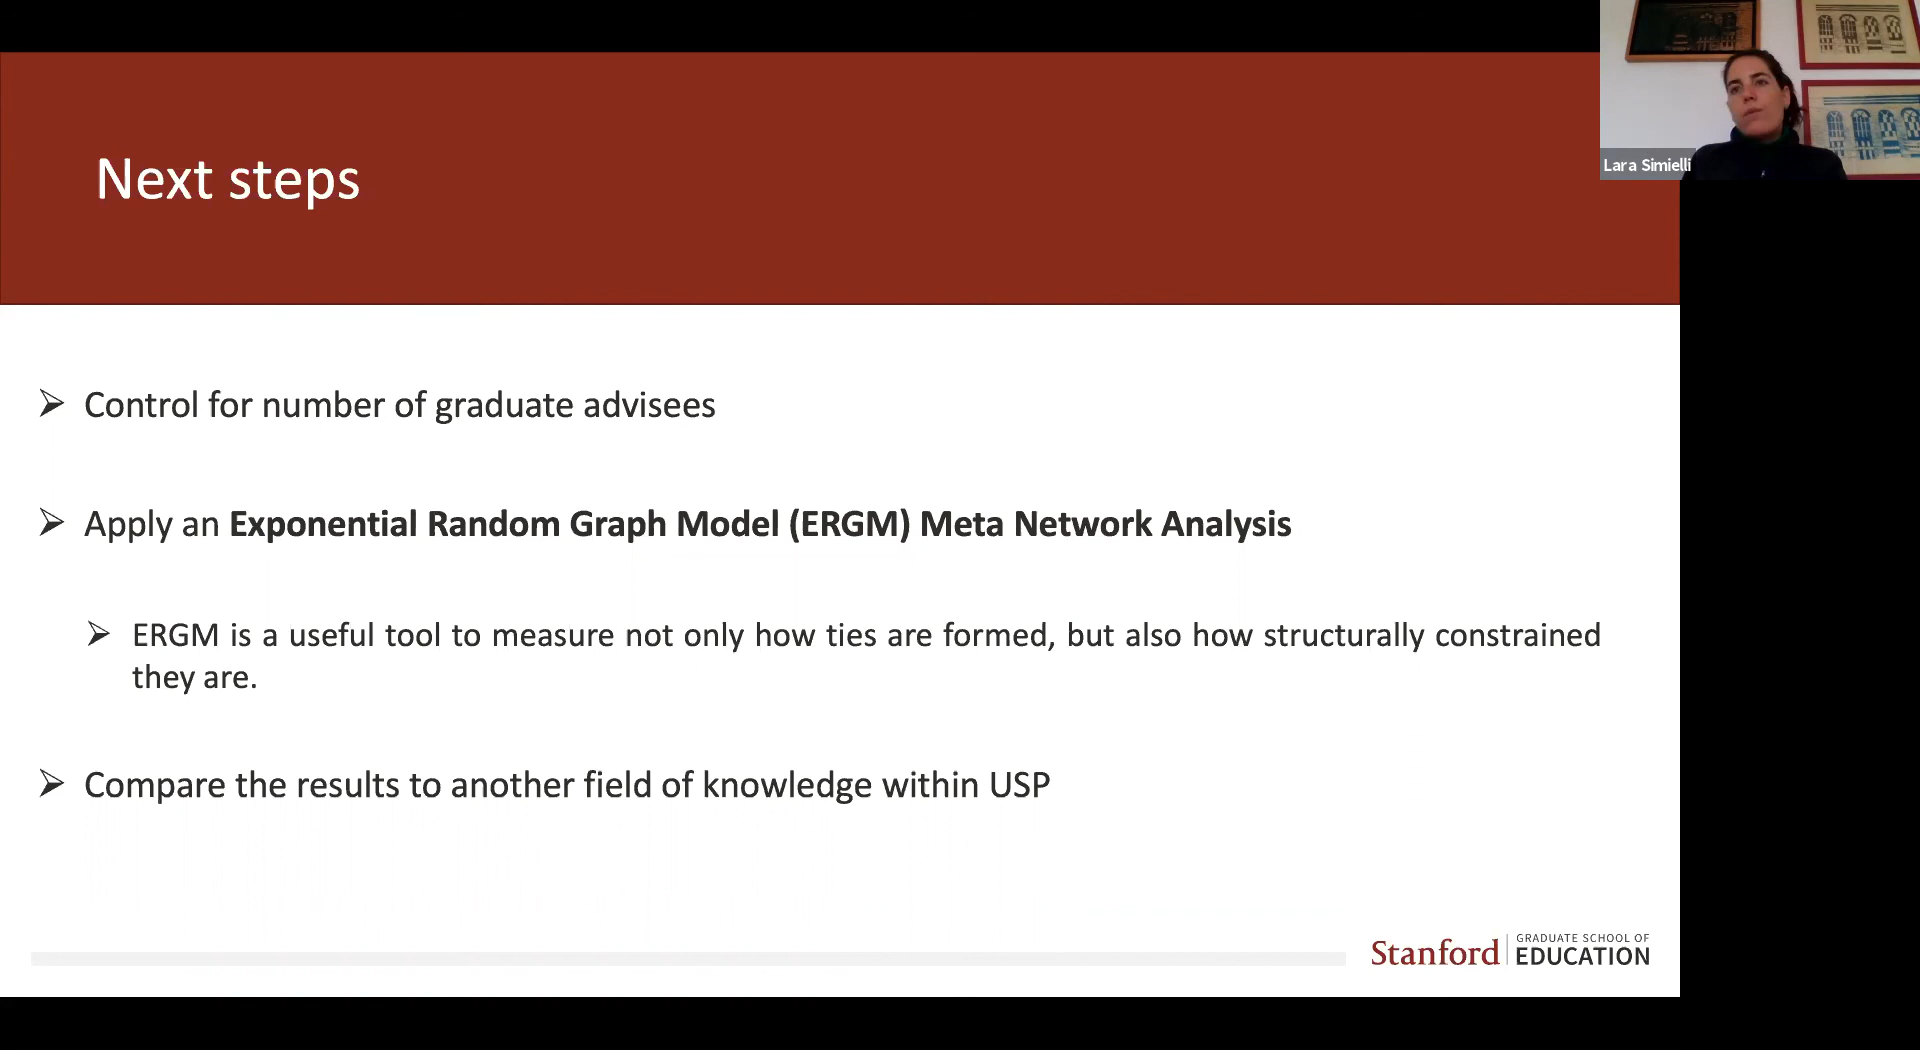 Next steps
Lara Simielli
Control for number of graduate advisees
Apply an Exponential Random Graph Model (ERGM) Meta Network Analysis
ERGM is a useful tool to measure not only how ties are formed, but also how structurally constrained
they are.
Compare the results to another field of knowledge within USP
Stanford
GRADUATE SCHOOL OF
EDUCATION